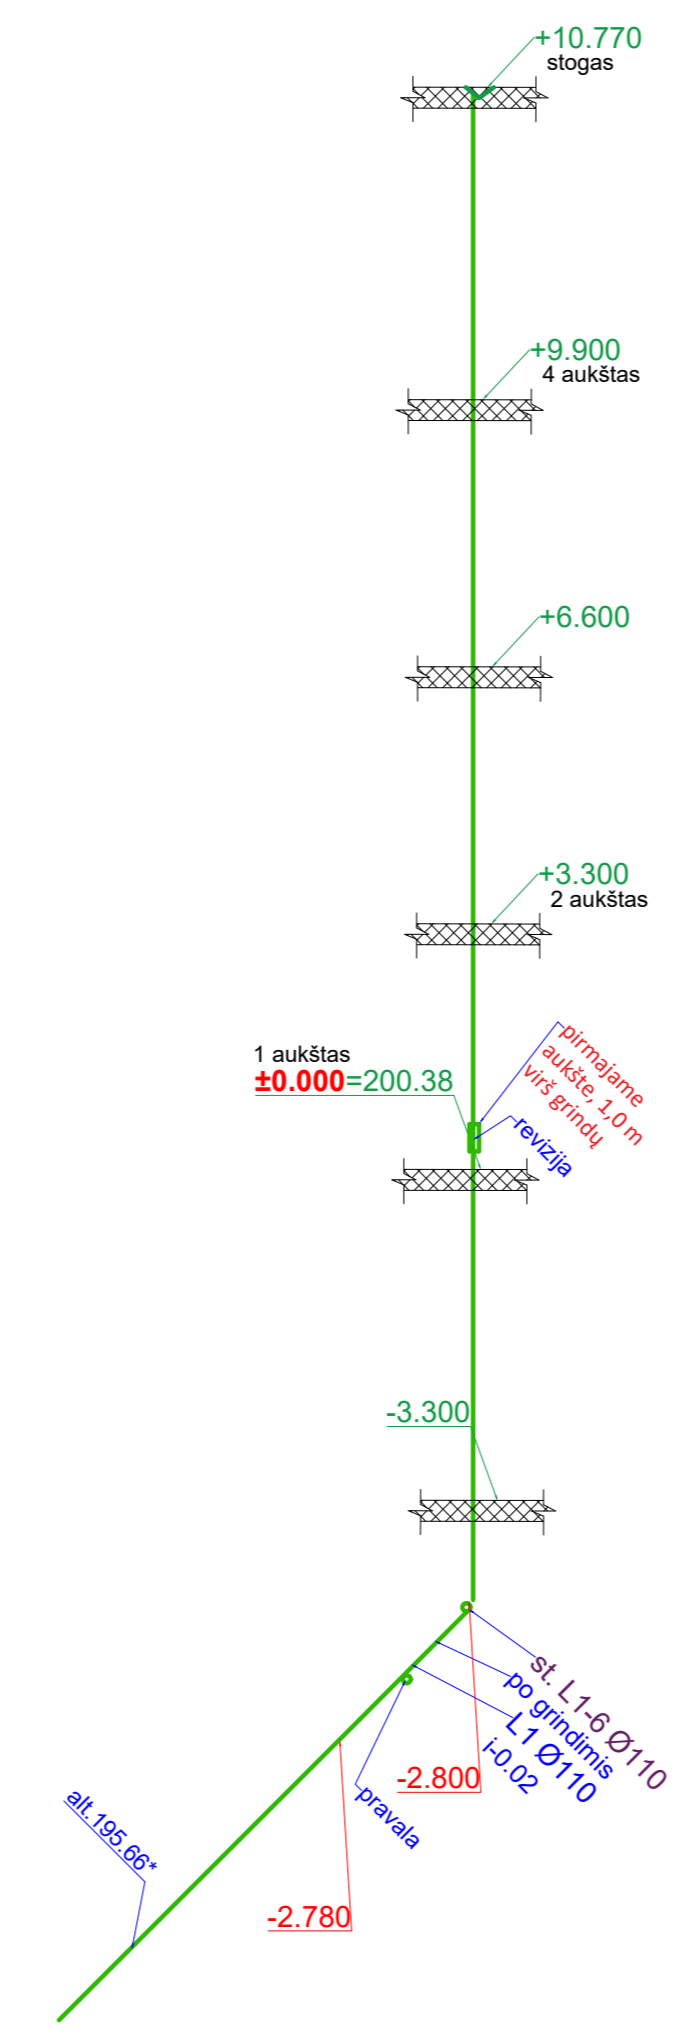 +10.770
stogas
+9.900
4 aukštas
+6.600
+3.300
2 aukštas
pirmajame
aukšte, 1,0 m
virš grindų
1 aukštas
±0.000=200.38
revizija
-3.300
st. L1-6 Ø110
po grindimis
L1 Ø110
i-0.02
-2.800
pravala
alt.195.66*
-2.780